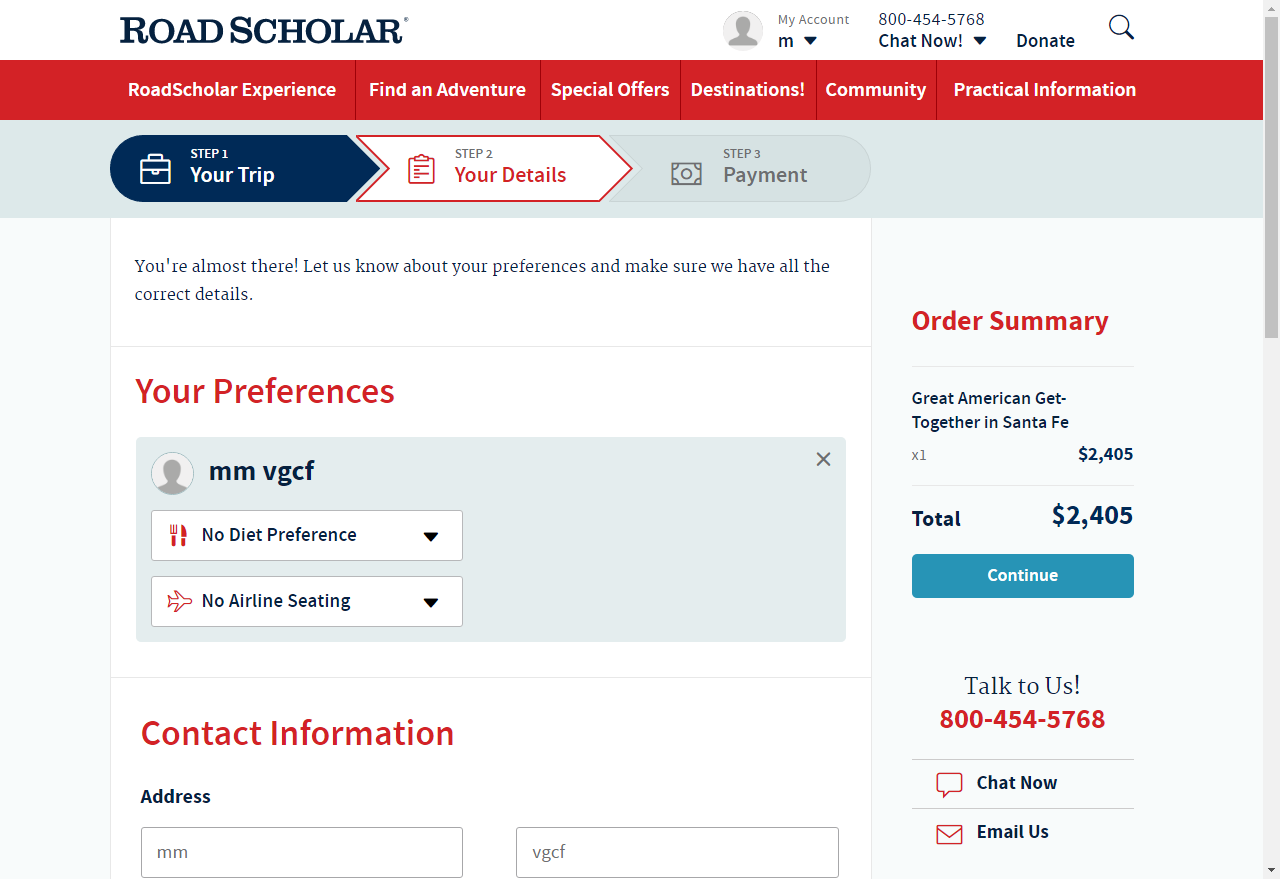 ROAD SCHOLAR®
My Account
m
800-454-5768
Chat Now!
Donate
RoadScholar Experience
Find an Adventure
Special Offers
Destinations!
Community
Practical Information
STEP 1
Your Trip
STEP 2
Your Details
STEP 3
Payment
You're almost there! Let us know about your preferences and make sure we have all the
correct details.
Your Preferences
mm vgcf
No Diet Preference
No Airline Seating
Contact Information
Address
mm
vgcf
Order Summary
Great American Get-
Together in Santa Fe
x1 $2,405
Total $2,405
Continue
Talk to Us!
800-454-5768
Chat Now
Email Us